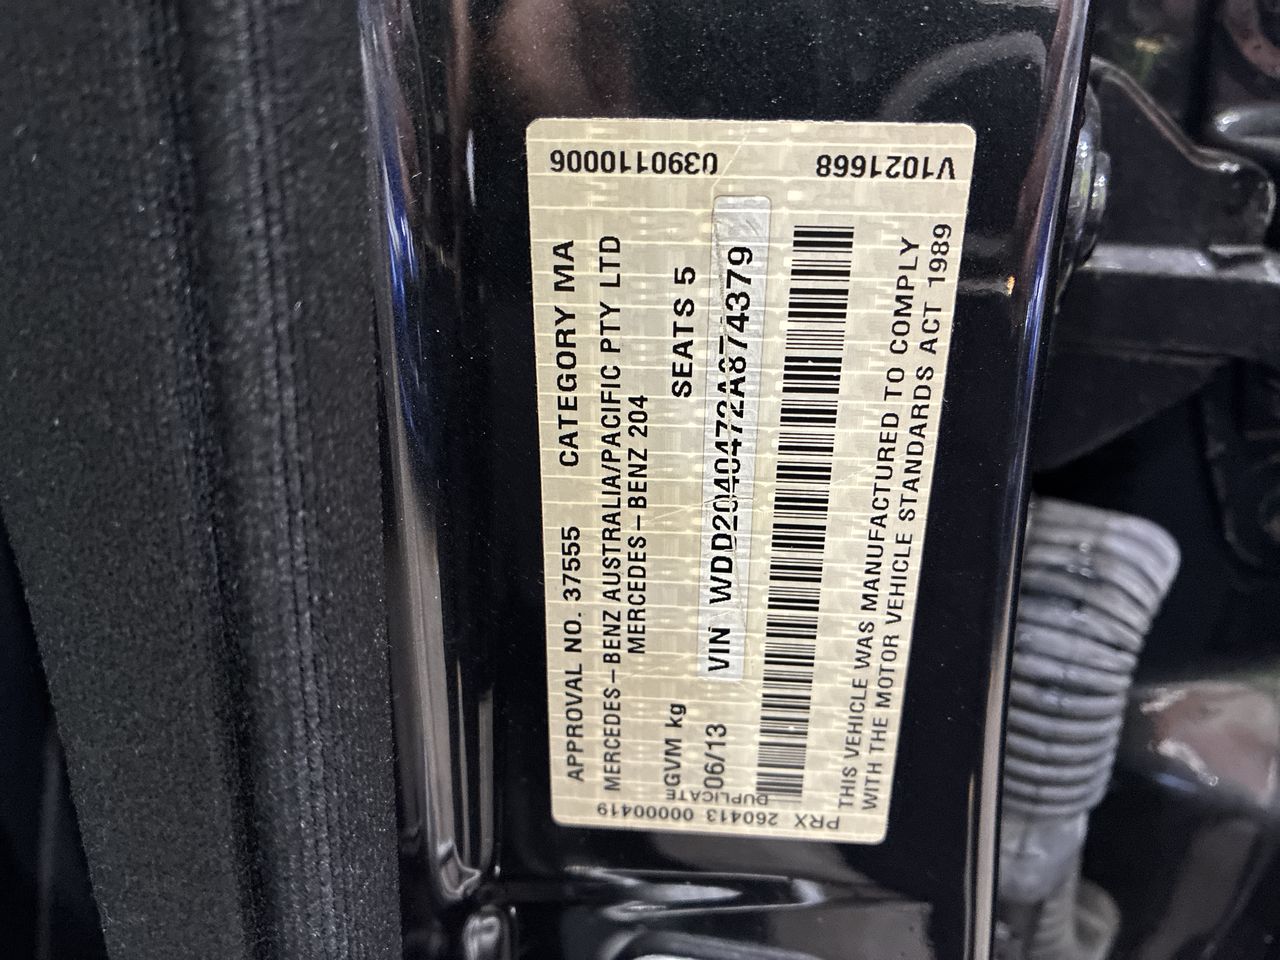 APPROVAL NO. 37555 CATEGORY MA
MERCEDES-BENZ AUSTRALIA/PACIFIC PTY LTD
MERCEDES-BENZ 204
GVM kg SEATS 5
06/13 VIN WDD2040472A874379
THIS VEHICLE WAS MANUFACTURED TO COMPLY
WITH THE MOTOR VEHICLE STANDARDS ACT 1989
0390110006
V1021668
DUPLICATE
PRX 260413 00000419